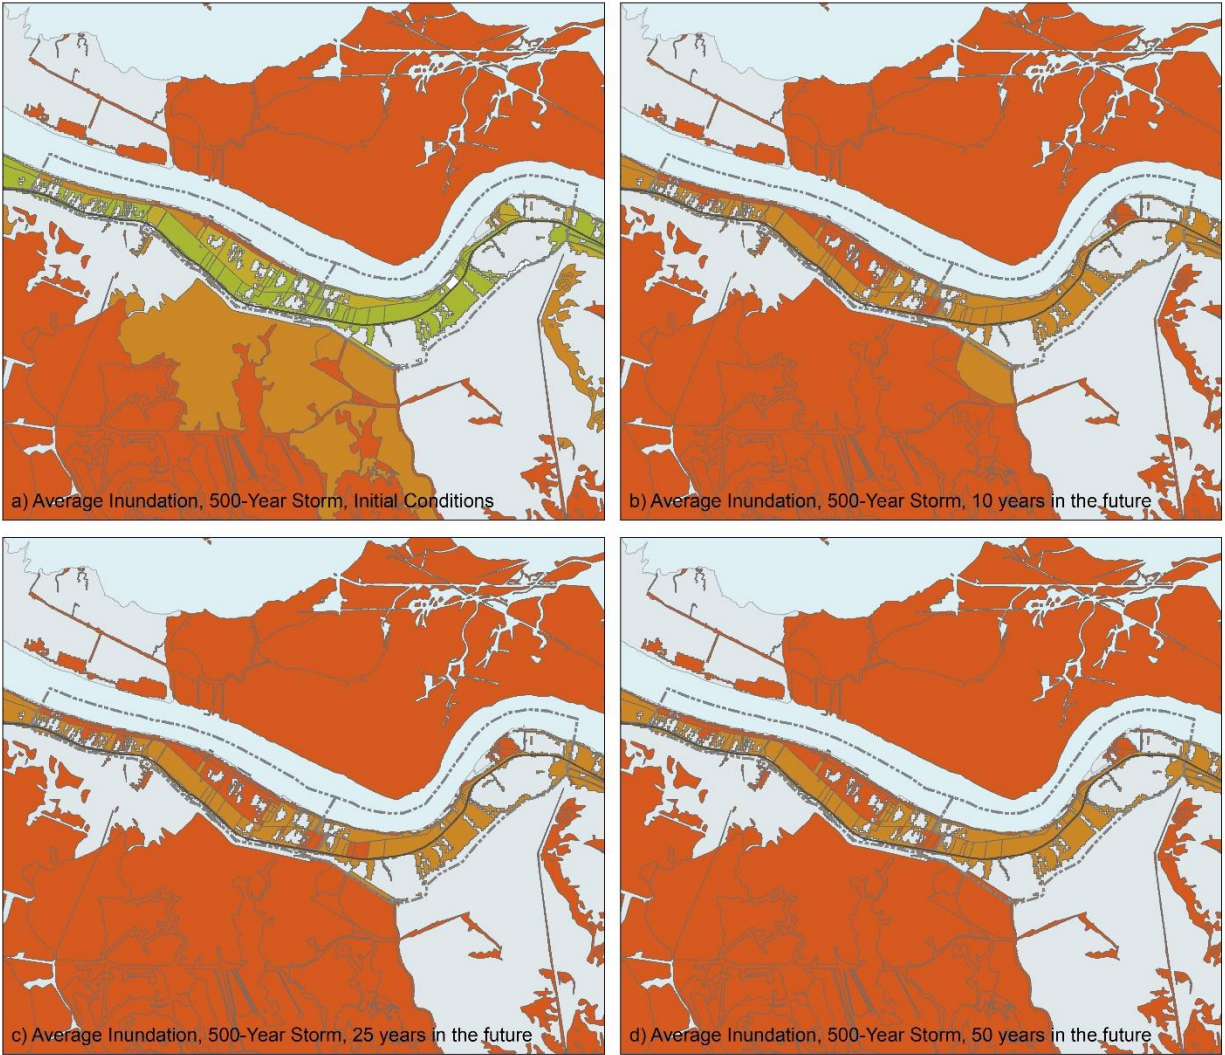 a) Average Inundation, 500-Year Storm, Initial Conditions
b) Average Inundation, 500-Year Storm, 10 years in the future
c) Average Inundation, 500-Year Storm, 25 years in the future
d) Average Inundation, 500-Year Storm, 50 years in the future